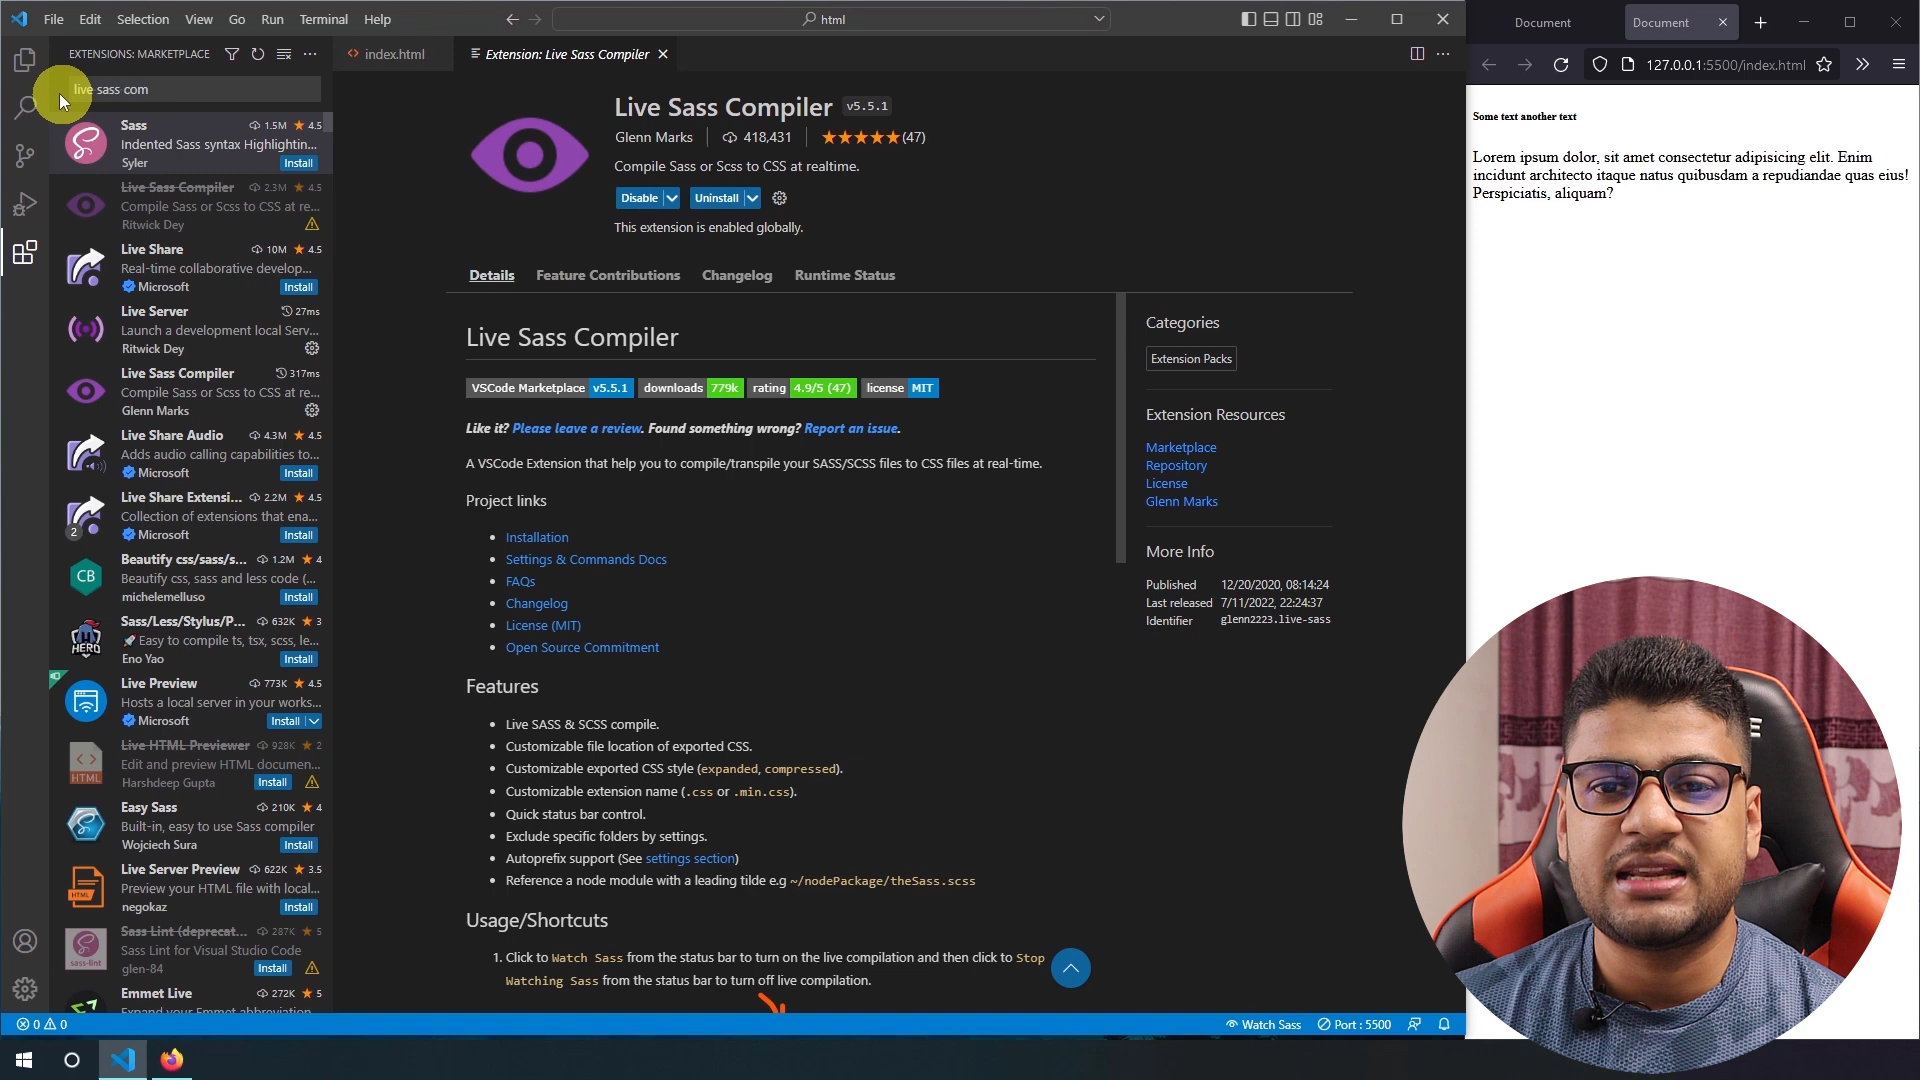 File Edit Selection View Go Run Terminal Help
html
EXTENSIONS: MARKETPLACE
live sass com
Sass 1.5M 4.5
Indented Sass syntax Highlightin...
Syler Install
Live Sass Compiler 2.3M 4.5
Compile Sass or Scss to CSS at re...
Ritwick Dey
Live Share 10M 4.5
Real-time collaborative develop...
Microsoft Install
Live Server 27ms
Launch a development local Serv...
Ritwick Dey
Live Sass Compiler 317ms
Compile Sass or Scss to CSS at re...
Glenn Marks
Live Share Audio 4.3M 4.5
Adds audio calling capabilities to...
Microsoft Install
Live Share Extensi... 2.2M 4.5
Collection of extensions that ena...
2 Microsoft Install
Beautify css/sass/s... 1.2M 4
CB Beautify css, sass and less code (...
michelemelluso Install
Sass/Less/Stylus/P... 632K 3
HERO Easy to compile ts, tsx, scss, le...
Eno Yao Install
Live Preview 773K 4.5
Hosts a local server in your works...
Microsoft Install
Live HTML Previewer 928K 2
HTML Edit and preview HTML documen...
Harshdeep Gupta Install
Easy Sass 210K 4
Built-in, easy to use Sass compiler
Wojciech Sura Install
Live Server Preview 622K 3.5
HTML Preview your HTML file with local...
negokaz Install
Sass Lint (deprecat... 287K 5
sass-lint Sass Lint for Visual Studio Code
glen-84 Install
Emmet Live 272K 5
Expand your Emmet abbreviation
index.html Extension: Live Sass Compiler
Live Sass Compiler v5.5.1
Glenn Marks 418,431 (47)
Compile Sass or Scss to CSS at realtime.
Disable Uninstall
This extension is enabled globally.
Details Feature Contributions Changelog Runtime Status
Live Sass Compiler
VSCode Marketplace v5.5.1 downloads 779k rating 4.9/5 (47) license MIT
Like it? Please leave a review. Found something wrong? Report an issue.
A VSCode Extension that help you to compile/transpile your SASS/SCSS files to CSS files at real-time.
Project links
Installation
Settings & Commands Docs
FAQs
Changelog
License (MIT)
Open Source Commitment
Features
Live SASS & SCSS compile.
Customizable file location of exported CSS.
Customizable exported CSS style (expanded, compressed).
Customizable extension name (.css or .min.css).
Quick status bar control.
Exclude specific folders by settings.
Autoprefix support (See settings section)
Reference a node module with a leading tilde e.g ~/nodePackage/theSass.scss
Usage/Shortcuts
1. Click to Watch Sass from the status bar to turn on the live compilation and then click to Stop
Watching Sass from the status bar to turn off live compilation.
Categories
Extension Packs
Extension Resources
Marketplace
Repository
License
Glenn Marks
More Info
Published 12/20/2020, 08:14:24
Last released 7/11/2022, 22:24:37
Identifier glenn2223.live-sass
0 0
Watch Sass Port : 5500
Document Document
127.0.0.1:5500/index.html
Some text another text
Lorem ipsum dolor, sit amet consectetur adipisicing elit. Enim
incidunt architecto itaque natus quibusdam a repudiandae quas eius!
Perspiciatis, aliquam?